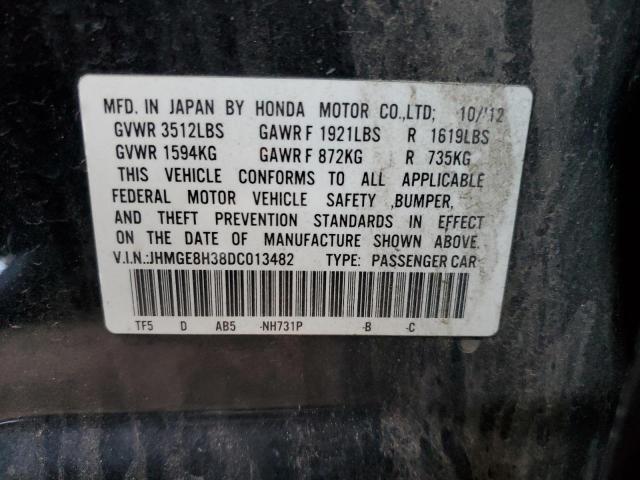 MFD. IN JAPAN BY HONDA MOTOR CO.,LTD; 10/'12
GVWR 3512LBS GAWR F 1921LBS R 1619LBS
GVWR 1594KG GAWR F 872KG R 735KG
THIS VEHICLE CONFORMS TO ALL APPLICABLE
FEDERAL MOTOR VEHICLE SAFETY ,BUMPER,
AND THEFT PREVENTION STANDARDS IN EFFECT
ON THE DATE OF MANUFACTURE SHOWN ABOVE.
V.I.N.:JHMGE8H38DC013482 TYPE: PASSENGER CAR
TF5 D AB5 -NH731P -B -C